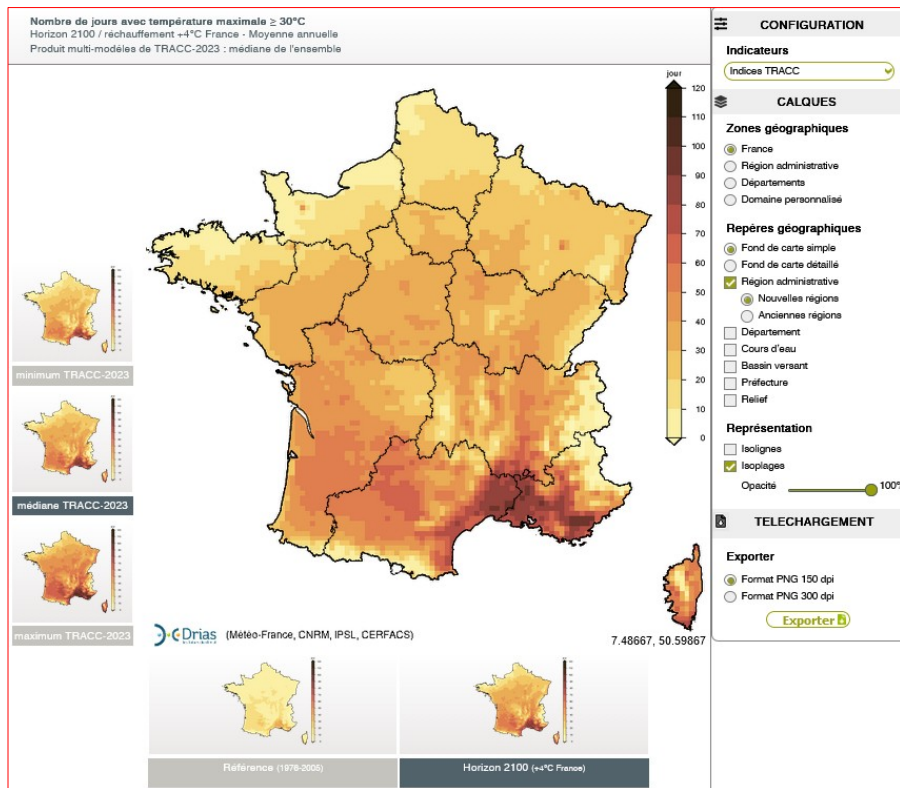 Nombre de jours avec température maximale ≥ 30°C
Horizon 2100 / réchauffement +4°C France - Moyenne annuelle
Produit multi-modèles de TRACC-2023 : médiane de l'ensemble
jour
120
110
100
90
80
70
60
50
40
30
20
10
0
minimum TRACC-2023
médiane TRACC-2023
maximum TRACC-2023
Drias
(Météo-France, CNRM, IPSL, CERFACS)
7.48667, 50.59867
Référence (1976-2005)
Horizon 2100 (+4°C France)
CONFIGURATION
Indicateurs
Indices TRACC
CALQUES
Zones géographiques
France
Région administrative
Départements
Domaine personnalisé
Repères géographiques
Fond de carte simple
Fond de carte détaillé
Région administrative
Nouvelles régions
Anciennes régions
Département
Cours d'eau
Bassin versant
Préfecture
Relief
Représentation
Isolignes
Isoplages
Opacité
100%
TELECHARGEMENT
Exporter
Format PNG 150 dpi
Format PNG 300 dpi
Exporter